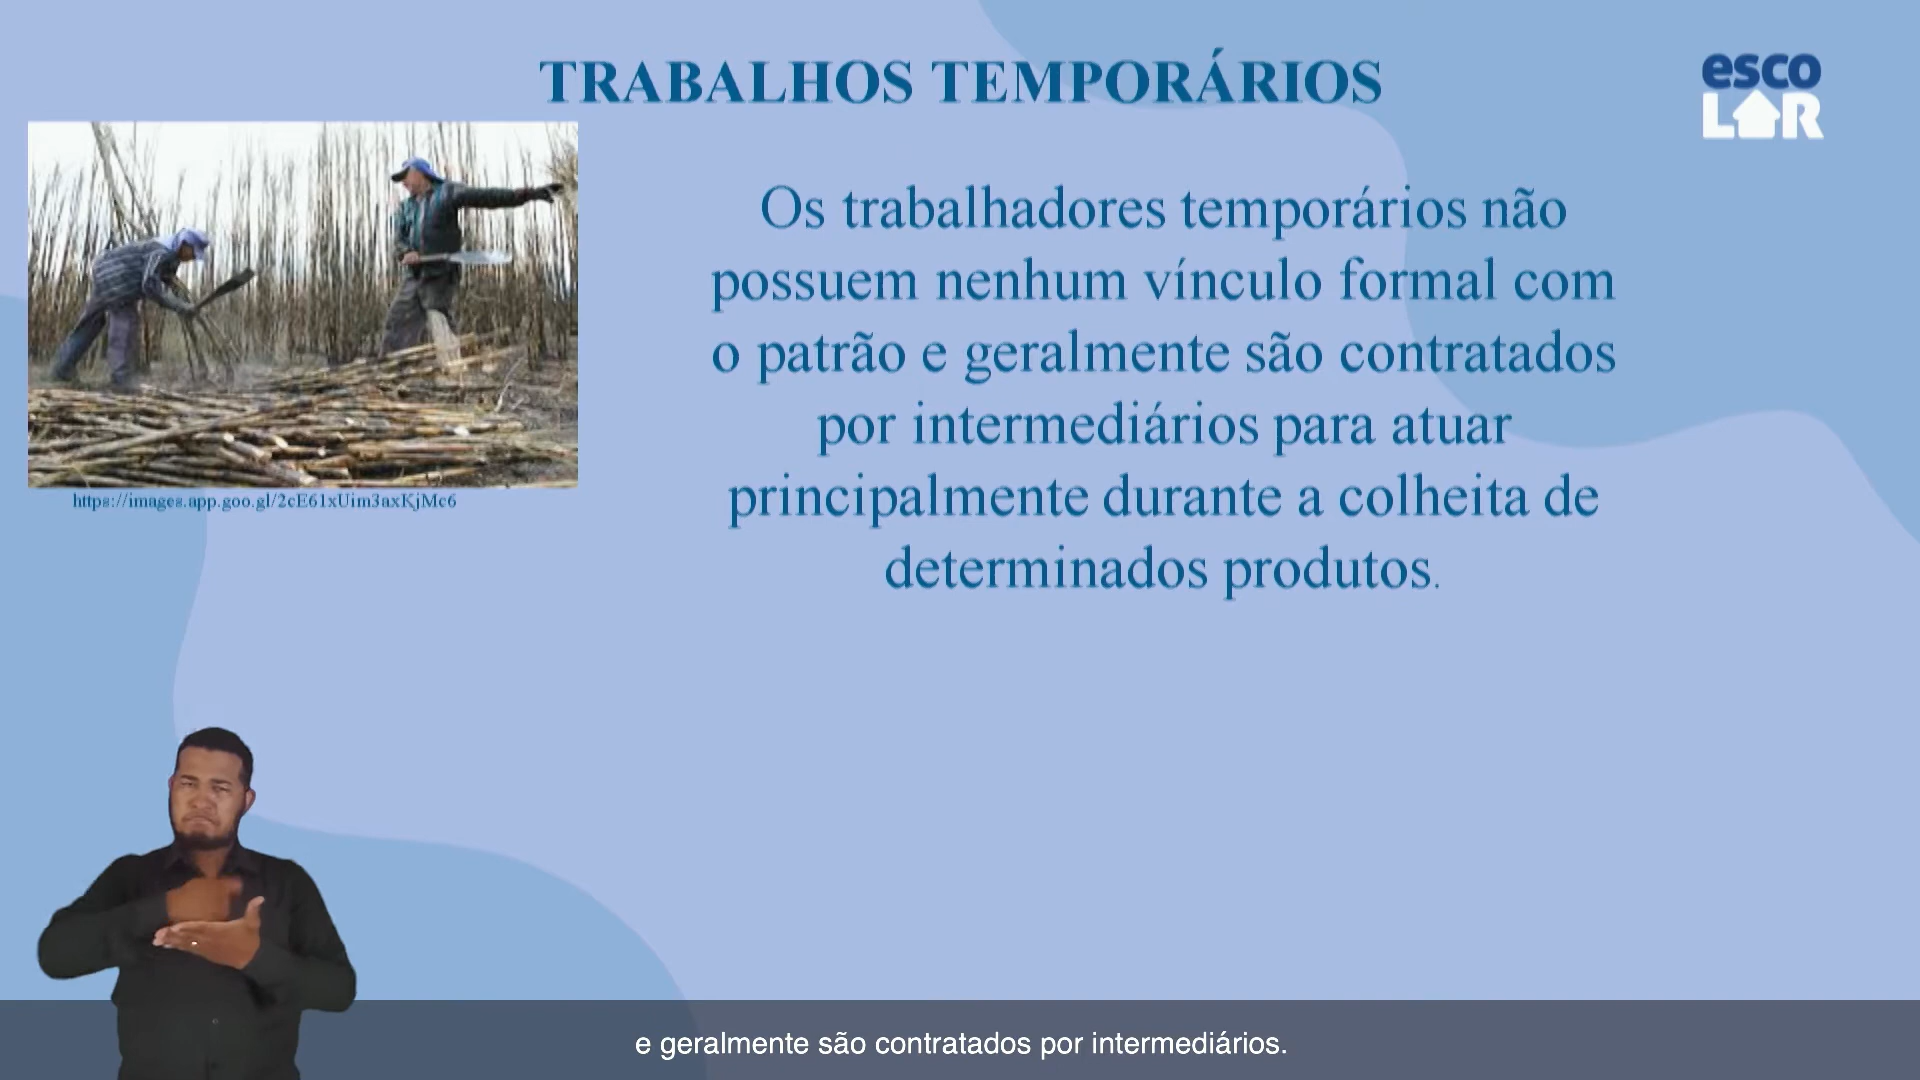 TRABALHOS TEMPORÁRIOS
esco
LAR
Os trabalhadores temporários não
possuem nenhum vínculo formal com
o patrão e geralmente são contratados
por intermediários para atuar
principalmente durante a colheita de
determinados produtos.
https://images.app.goo.gl/2cE61xUim3axKjMc6
e geralmente são contratados por intermediários.